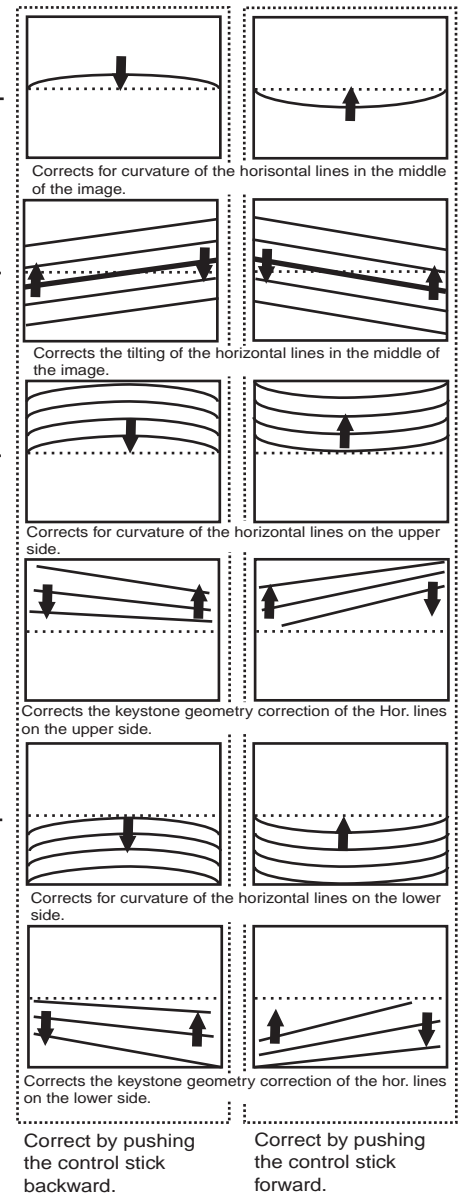 Corrects for curvature of the horisontal lines in the middle
of the image.
Corrects the tilting of the horizontal lines in the middle of
the image.
Corrects for curvature of the horizontal lines on the upper
side.
Corrects the keystone geometry correction of the Hor. lines
on the upper side.
Corrects for curvature of the horizontal lines on the lower
side.
Corrects the keystone geometry correction of the hor. lines
on the lower side.
Correct by pushing
the control stick
backward.
Correct by pushing
the control stick
forward.